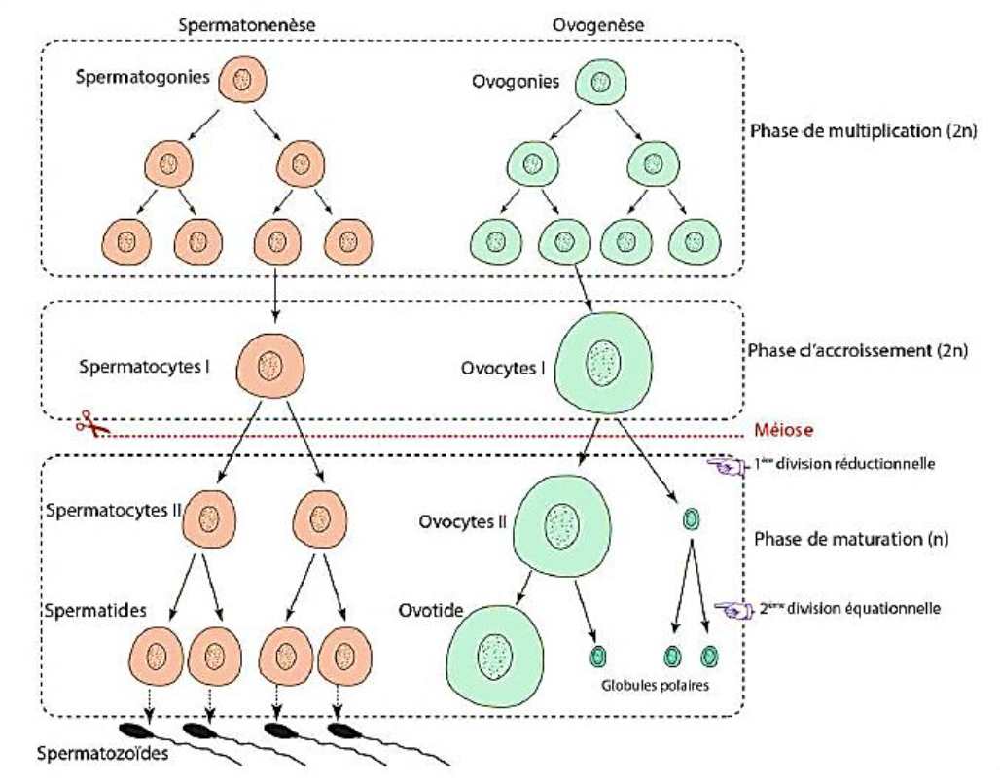 Spermatonenèse
Ovogenèse
Spermatogonies
Ovogonies
Phase de multiplication (2n)
Spermatocytes I
Ovocytes I
Phase d'accroissement (2n)
Méiose
1ère division réductionnelle
Spermatocytes II
Ovocytes II
Phase de maturation (n)
Spermatides
Ovotide
2ème division équationnelle
Globules polaires
Spermatozoïdes